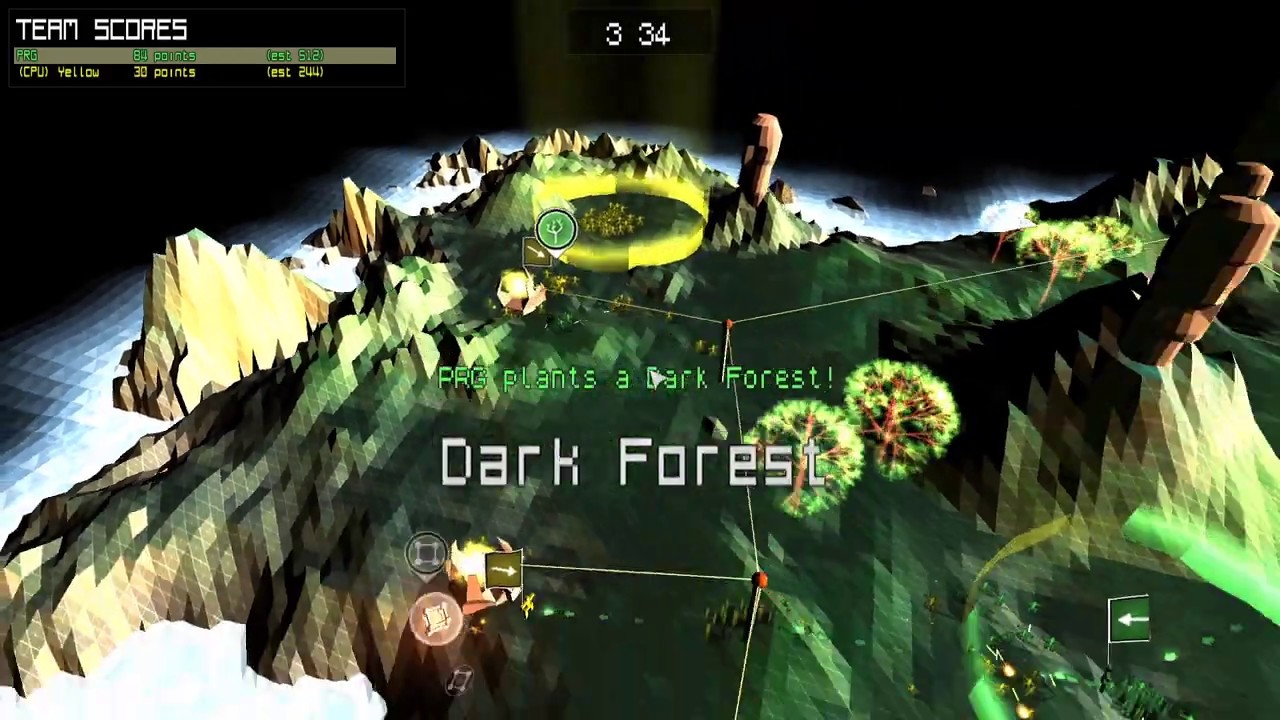 TEAM SCORES
PRG 84 points (est 512)
(CPU) Yellow 30 points (est 244)
3 34
PRG plants a Dark Forest!
Dark Forest